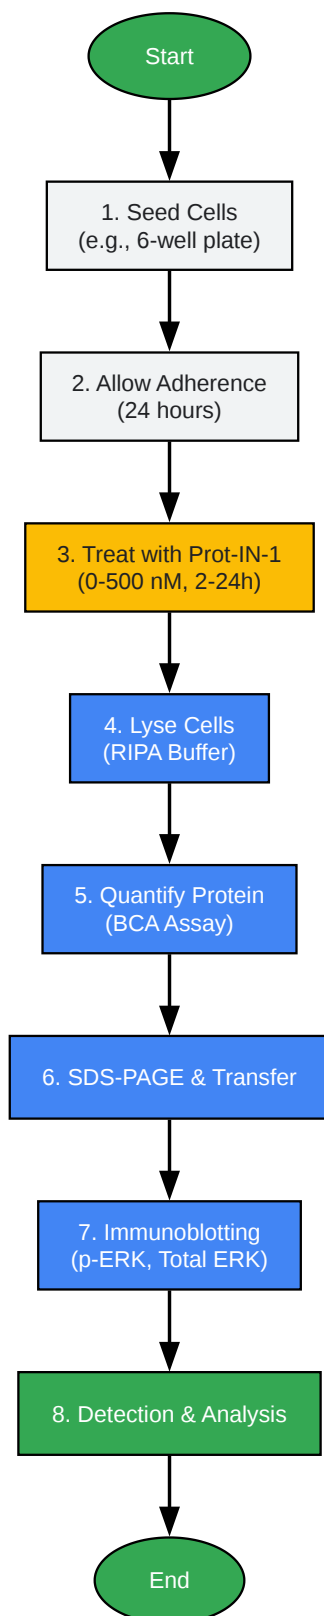 Start
1. Seed Cells
(e.g., 6-well plate)
2. Allow Adherence
(24 hours)
3. Treat with Prot-IN-1
(0-500 nM, 2-24h)
4. Lyse Cells
(RIPA Buffer)
5. Quantify Protein
(BCA Assay)
6. SDS-PAGE & Transfer
7. Immunoblotting
(p-ERK, Total ERK)
8. Detection & Analysis
End